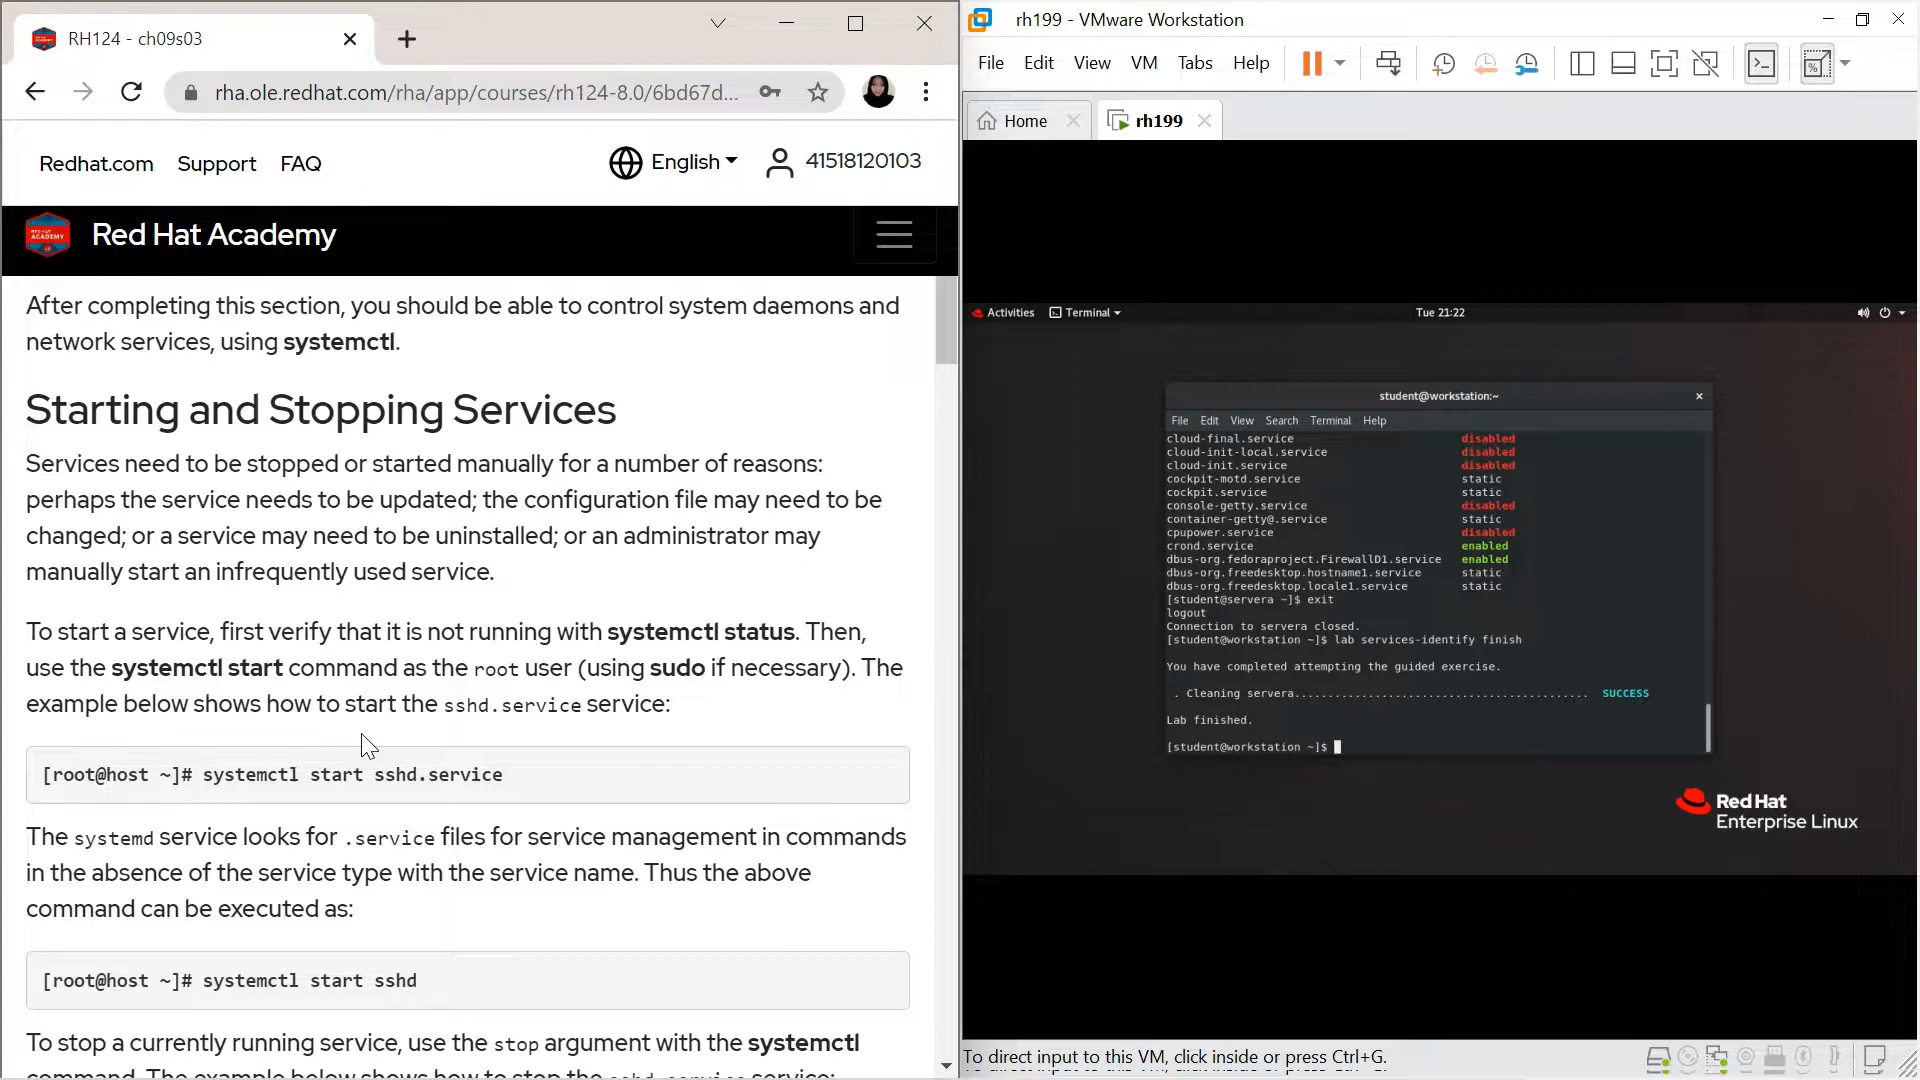 RH124 - ch09s03
rha.ole.redhat.com/rha/app/courses/rh124-8.0/6bd67d...
Redhat.com Support FAQ
English
41518120103
Red Hat Academy
After completing this section, you should be able to control system daemons and
network services, using systemctl.
Starting and Stopping Services
Services need to be stopped or started manually for a number of reasons:
perhaps the service needs to be updated; the configuration file may need to be
changed; or a service may need to be uninstalled; or an administrator may
manually start an infrequently used service.
To start a service, first verify that it is not running with systemctl status. Then,
use the systemctl start command as the root user (using sudo if necessary). The
example below shows how to start the sshd.service service:
[root@host ~]# systemctl start sshd.service
The systemd service looks for .service files for service management in commands
in the absence of the service type with the service name. Thus the above
command can be executed as:
[root@host ~]# systemctl start sshd
To stop a currently running service, use the stop argument with the systemctl
command. The example below shows how to stop the sshd.service service:
rh199 - VMware Workstation
File Edit View VM Tabs Help
Home
rh199
Activities Terminal
Tue 21:22
student@workstation:~
File Edit View Search Terminal Help
cloud-final.service disabled
cloud-init-local.service disabled
cloud-init.service disabled
cockpit-motd.service static
cockpit.service static
console-getty.service disabled
container-getty@.service static
cpupower.service disabled
crond.service enabled
dbus-org.fedoraproject.FirewallD1.service enabled
dbus-org.freedesktop.hostname1.service static
dbus-org.freedesktop.locale1.service static
[student@servera ~]$ exit
logout
Connection to servera closed.
[student@workstation ~]$ lab services-identify finish
You have completed attempting the guided exercise.
. Cleaning servera............................................ SUCCESS
Lab finished.
[student@workstation ~]$
Red Hat
Enterprise Linux
To direct input to this VM, click inside or press Ctrl+G.